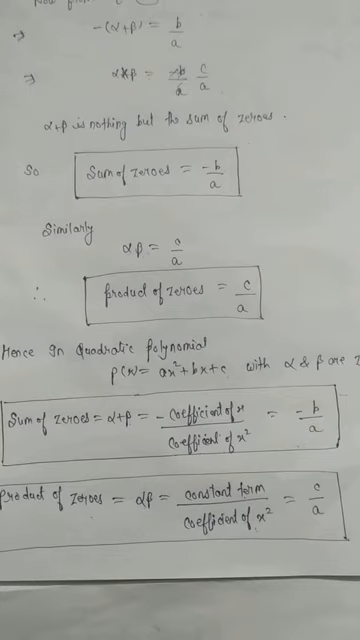 Now from
⇒ -(α+β) = b/a
⇒ α+β = c/a
α+β is nothing but the sum of zeroes.
So Sum of zeroes = -b/a
Similarly
αβ = c/a
∴ product of zeroes = c/a
Hence In Quadratic polynomial
P(x) = ax²+bx+c with α & β are
Sum of zeroes = α+β = -coefficient of x/coefficient of x² = -b/a
product of zeroes = αβ = constant term/coefficient of x² = c/a